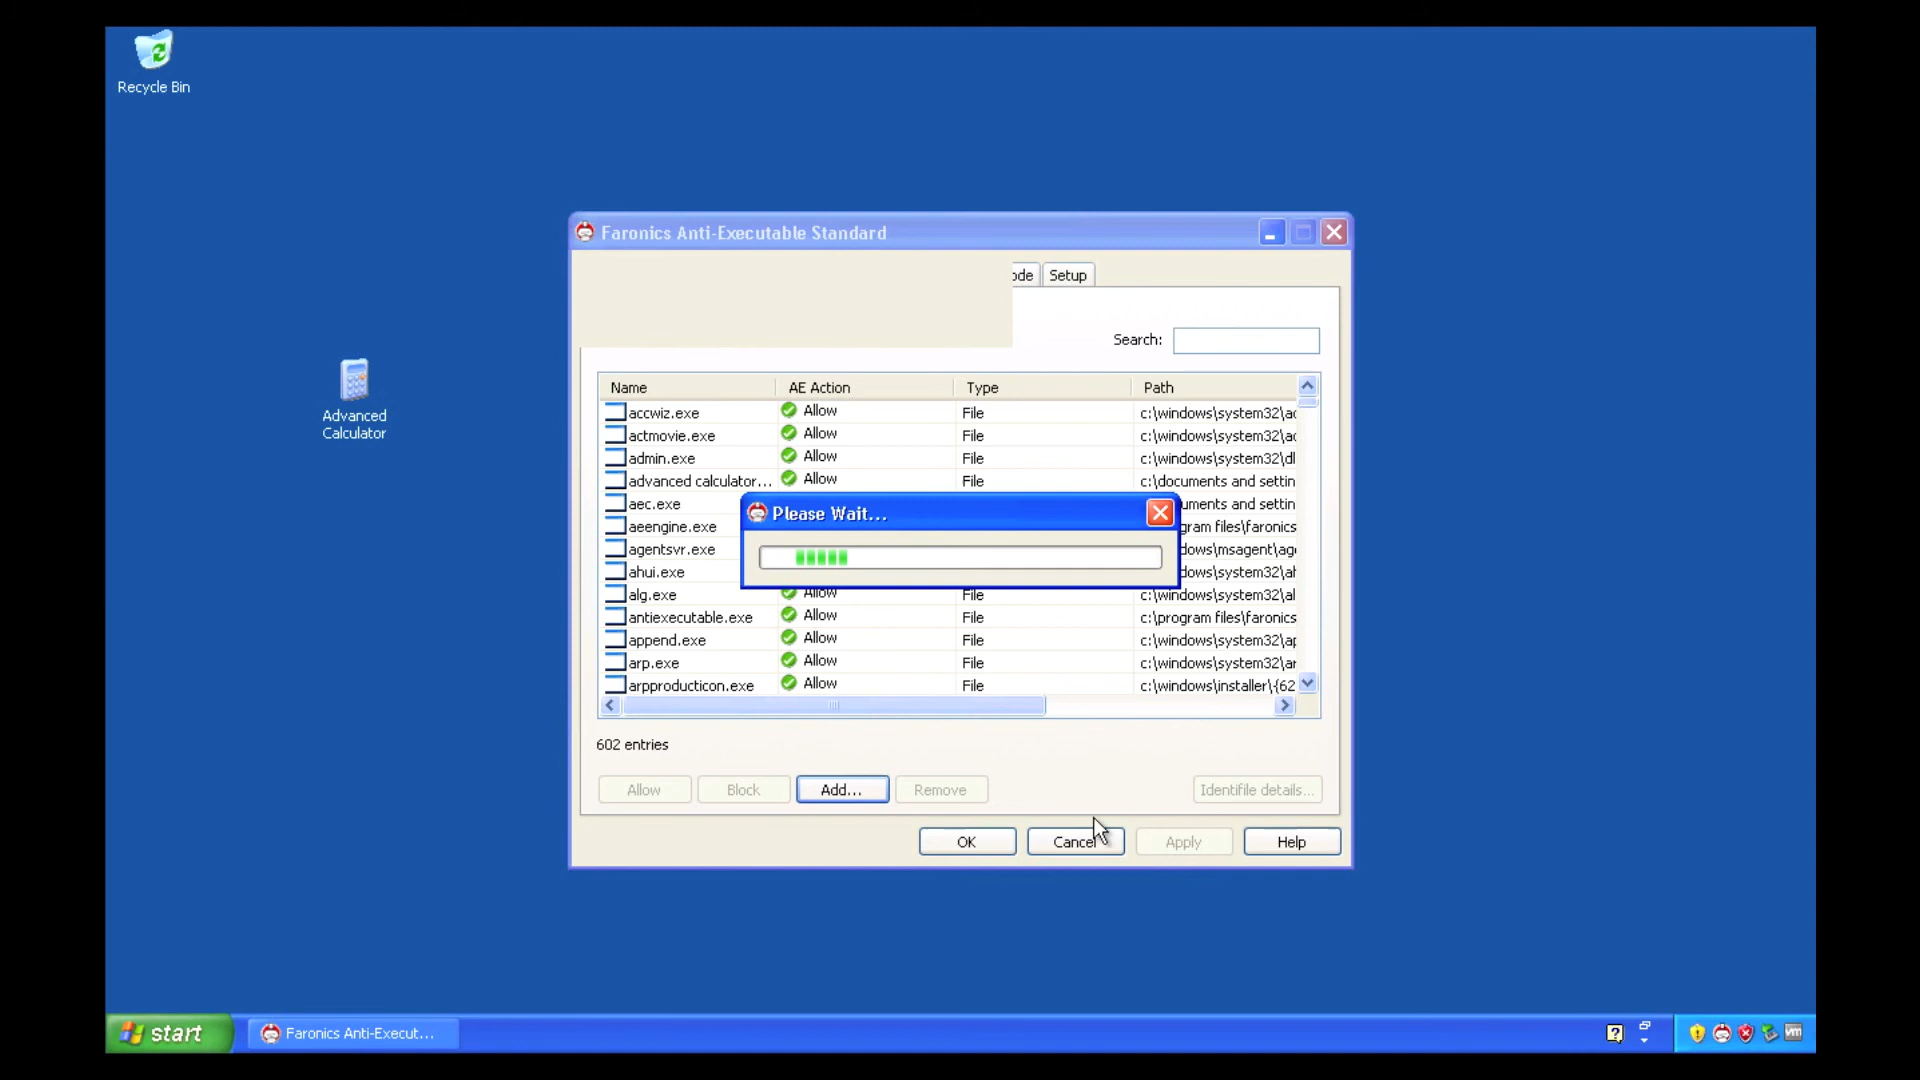 Recycle Bin
Faronics Anti-Executable Standard
ode Setup
Search:
Advanced
Calculator
Name AE Action Type Path
accwiz.exe Allow File c:\windows\system32\ac
actmovie.exe Allow File c:\windows\system32\ac
admin.exe Allow File c:\windows\system32\dl
advanced calculator... Allow File c:\documents and settin
aec.exe uments and settin
Please Wait...
aeengine.exe gram files\faronics
agentsvr.exe dows\msagent\age
ahui.exe dows\system32\ah
alg.exe Allow File c:\windows\system32\al
antiexecutable.exe Allow File c:\program files\faronics
append.exe Allow File c:\windows\system32\ap
arp.exe Allow File c:\windows\system32\ar
arpproducticon.exe Allow File c:\windows\installer\{62
602 entries
Allow Block Add... Remove Identifile details...
OK Cancel Apply Help
start Faronics Anti-Execut...